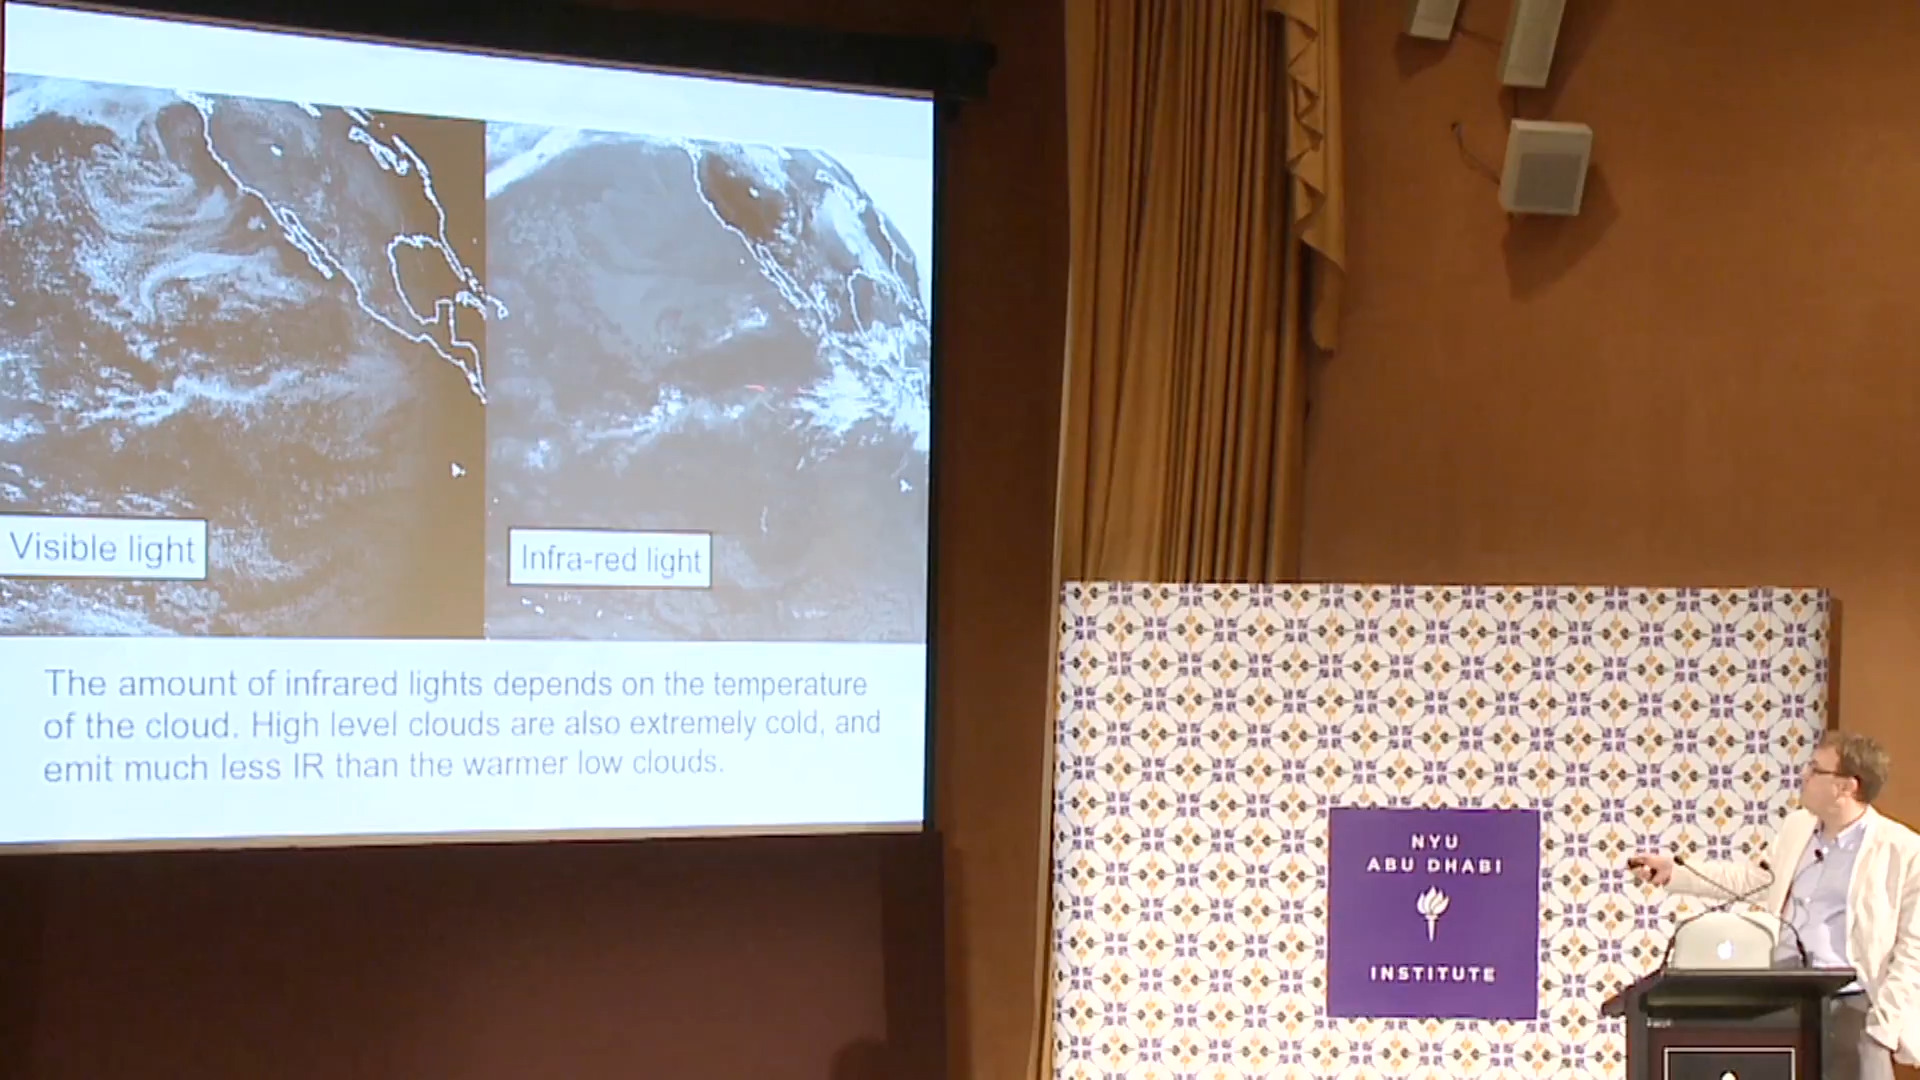 Visible light
Infra-red light
The amount of infrared lights depends on the temperature
of the cloud. High level clouds are also extremely cold, and
emit much less IR than the warmer low clouds.
NYU
ABU DHABI
INSTITUTE